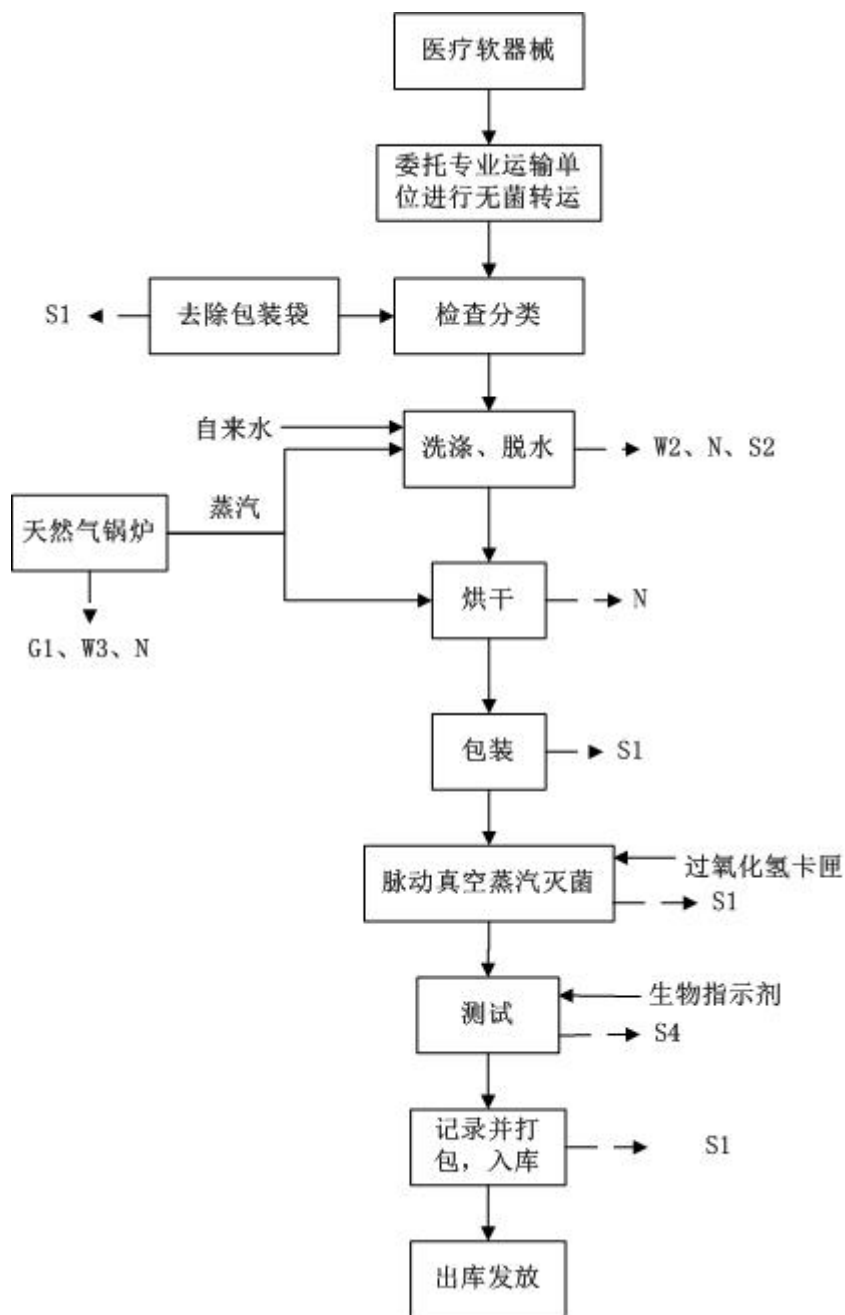 医疗软器械
委托专业运输单
位进行无菌转运
S1
去除包装袋
检查分类
自来水
洗涤、脱水
W2、N、S2
蒸汽
天然气锅炉
烘干
N
G1、W3、N
包装
S1
脉动真空蒸汽灭菌
过氧化氢卡匣
S1
测试
生物指示剂
S4
记录并打
包，入库
S1
出库发放